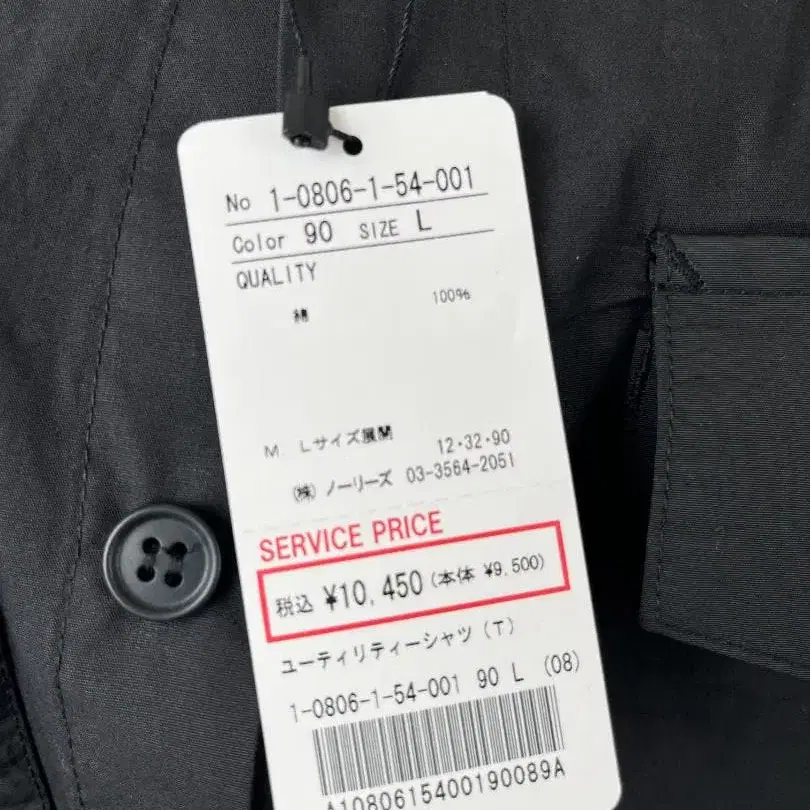 No 1-0806-1-54-001
Color 90 SIZE L
QUALITY
綿 100%
M. Lサイズ展開 12・32・90
㈱ ノーリーズ 03-3564-2051
SERVICE PRICE
税込 ¥10,450 (本体 ¥9,500)
ユーティリティーシャツ (T)
1-0806-1-54-001 90 L (08)
A1080615400190089A